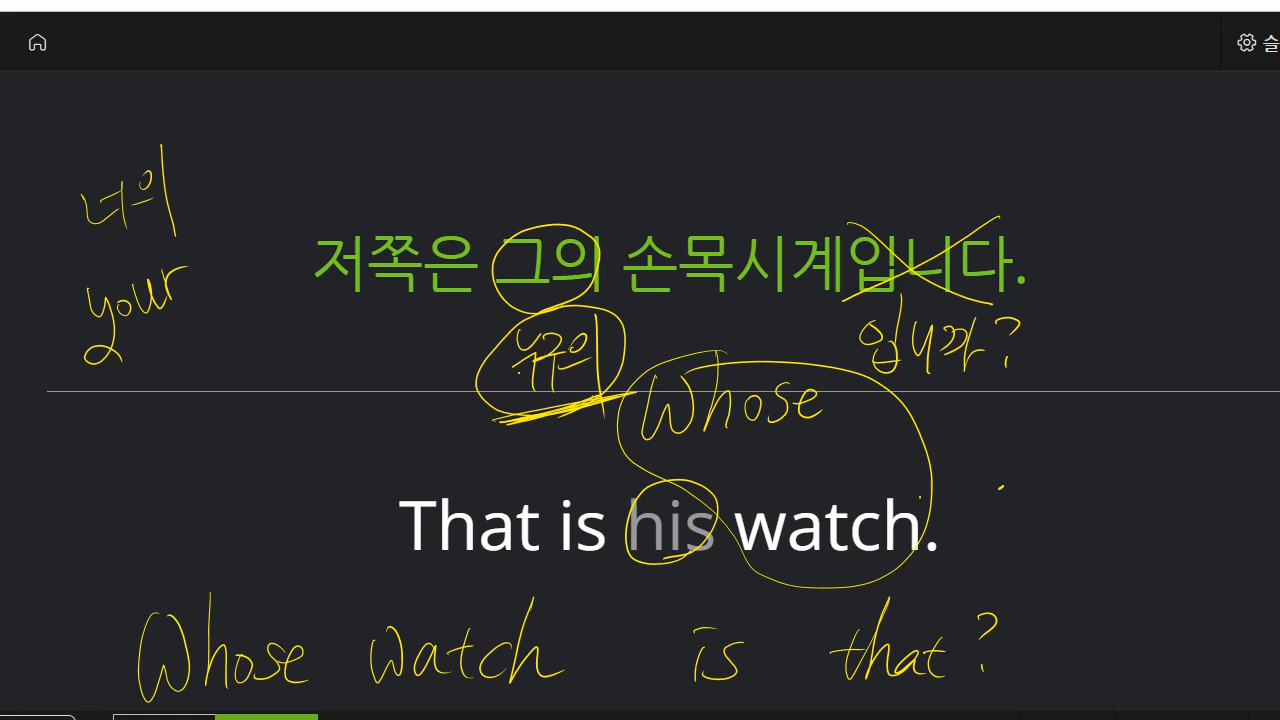 슬
너의
your
저쪽은 그의 손목시계입니다.
누구의
입니까?
Whose
That is his watch.
Whose watch is that?